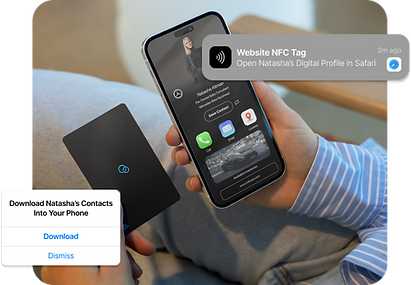 Website NFC Tag
2m ago
Open Natasha's Digital Profile in Safari
Natasha Allman
Save Contact
Call
Download Natasha's Contacts
Into Your Phone
Download
Dismiss